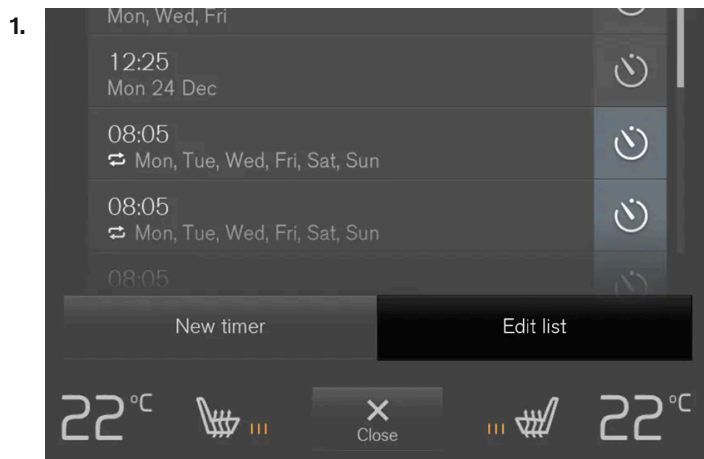 1.
Mon, Wed, Fri
12:25
Mon 24 Dec
08:05
Mon, Tue, Wed, Fri, Sat, Sun
08:05
Mon, Tue, Wed, Fri, Sat, Sun
08:05
New timer
Edit list
22°C
22°C
Close